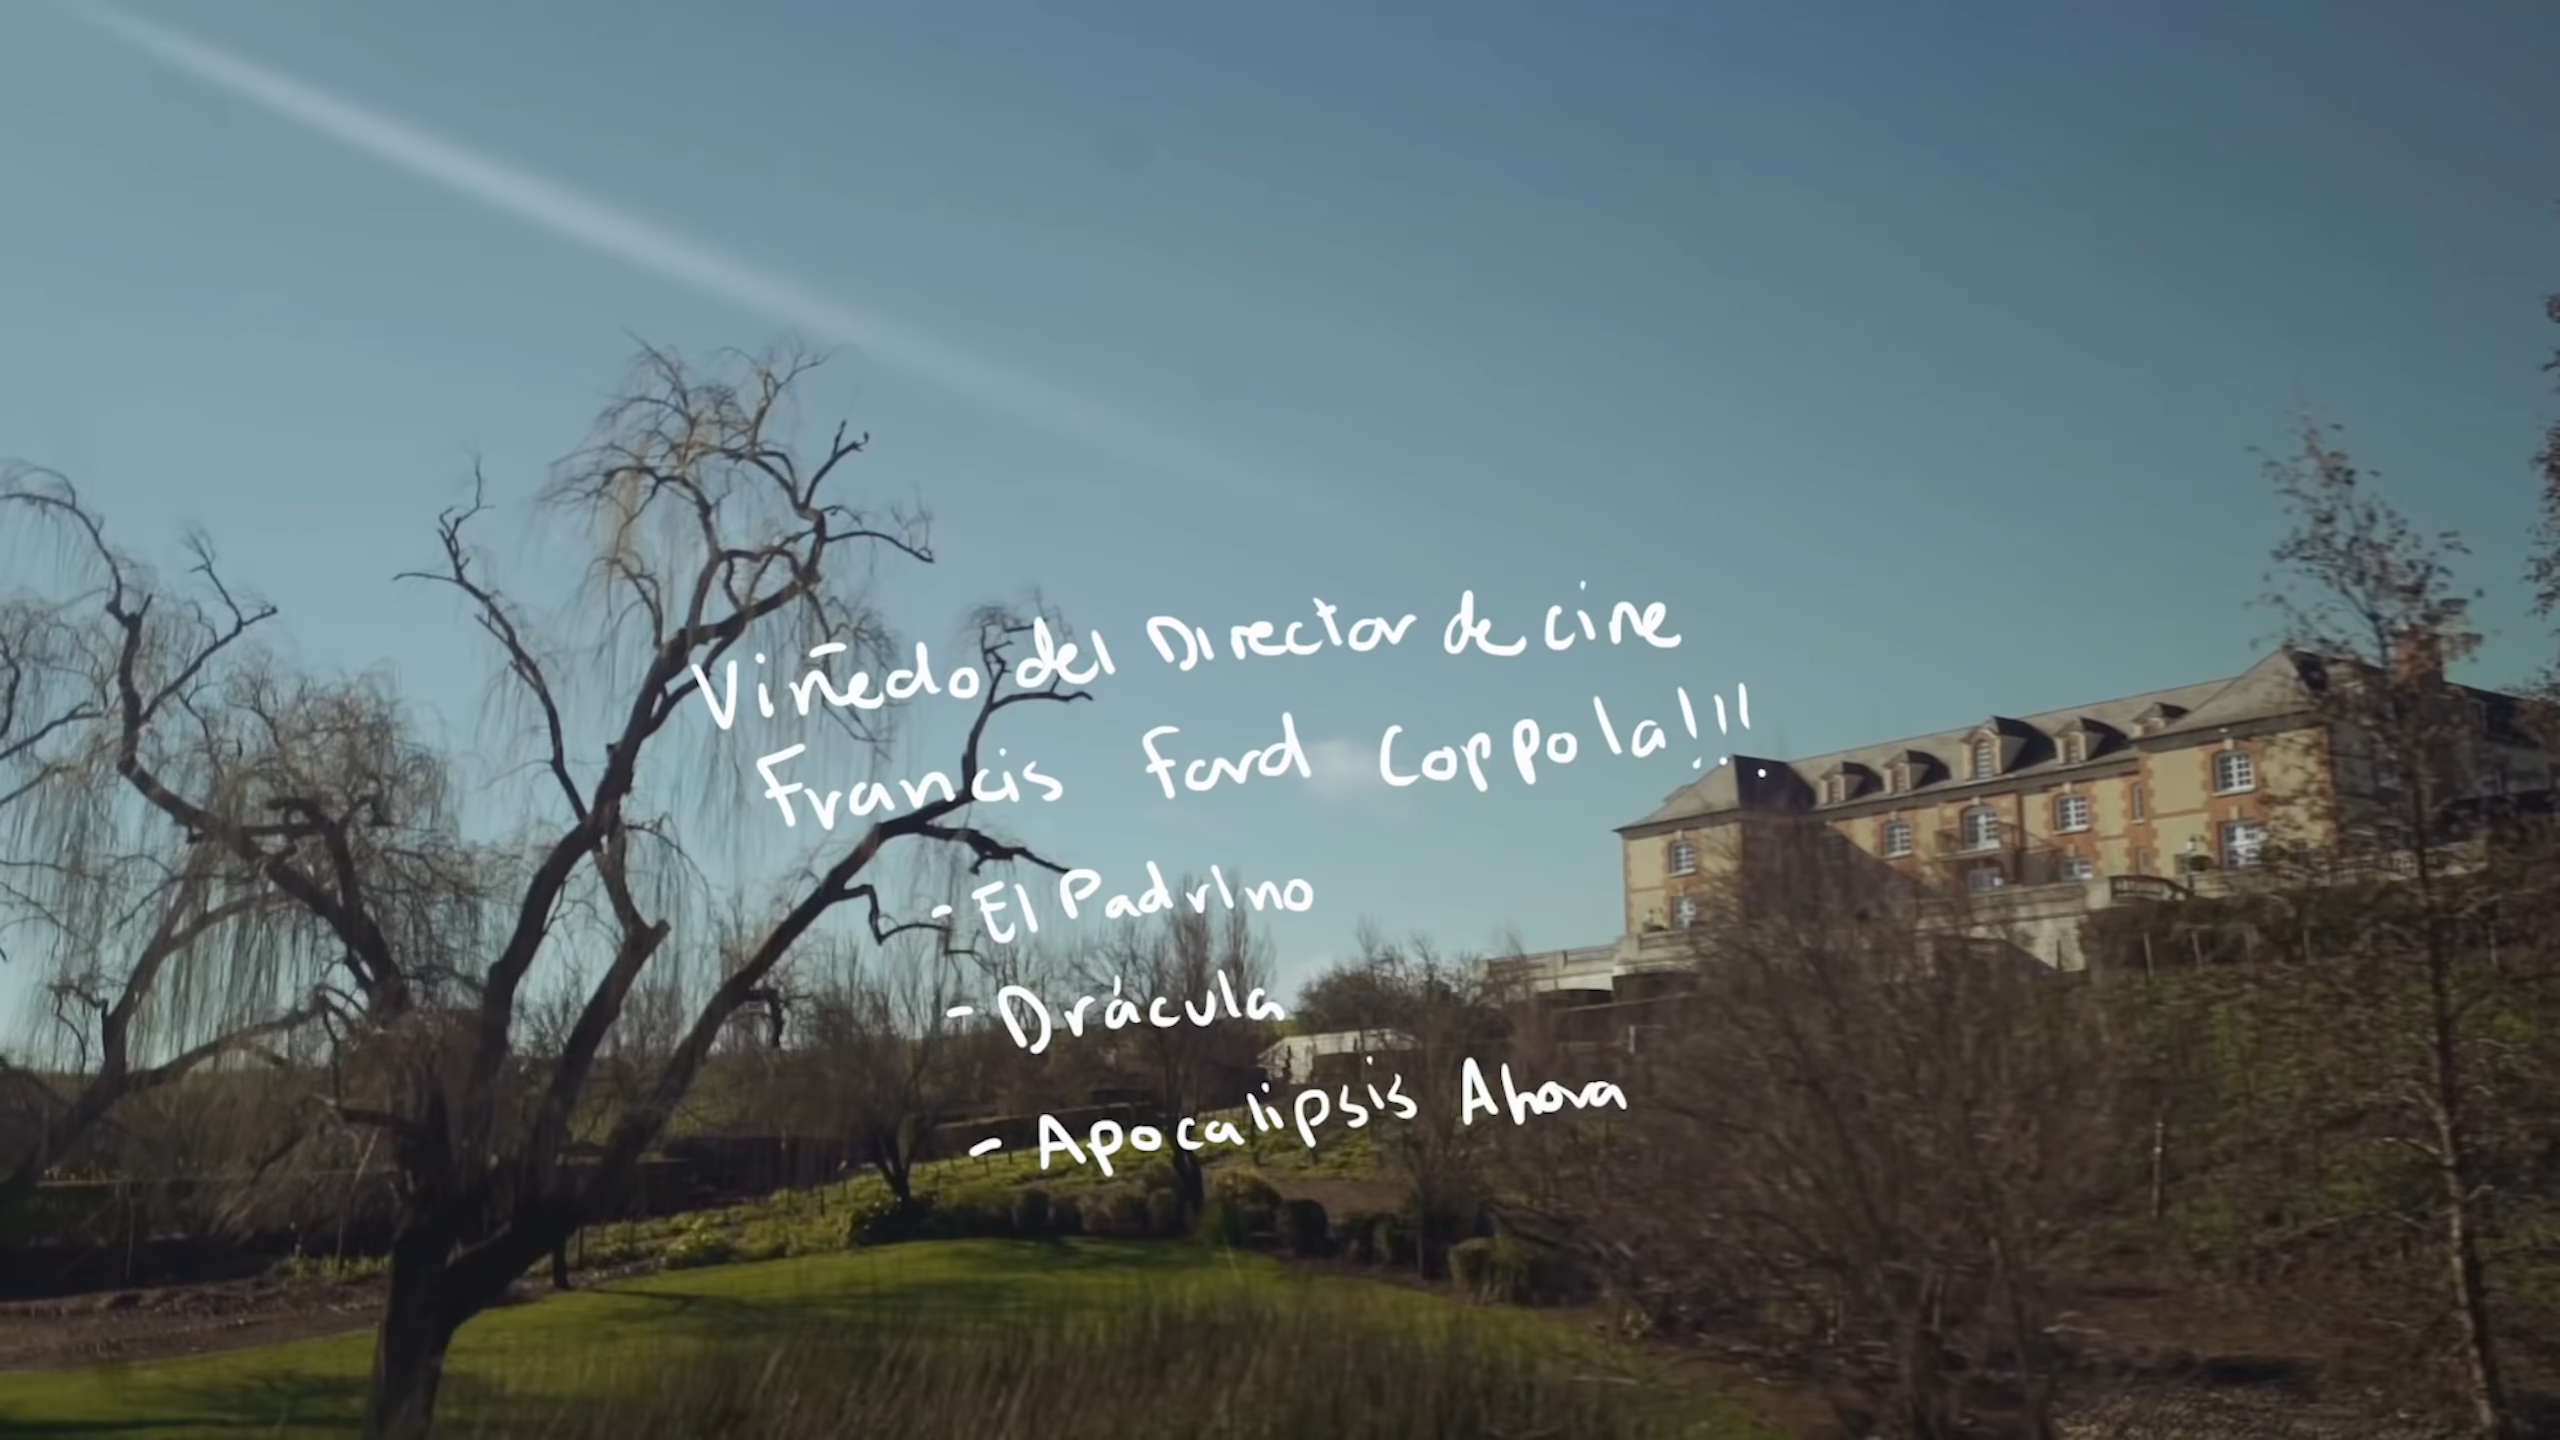 Viñedo del Director de cine
Francis Ford Coppola!!!
- El Padrino
- Drácula
- Apocalipsis Ahora